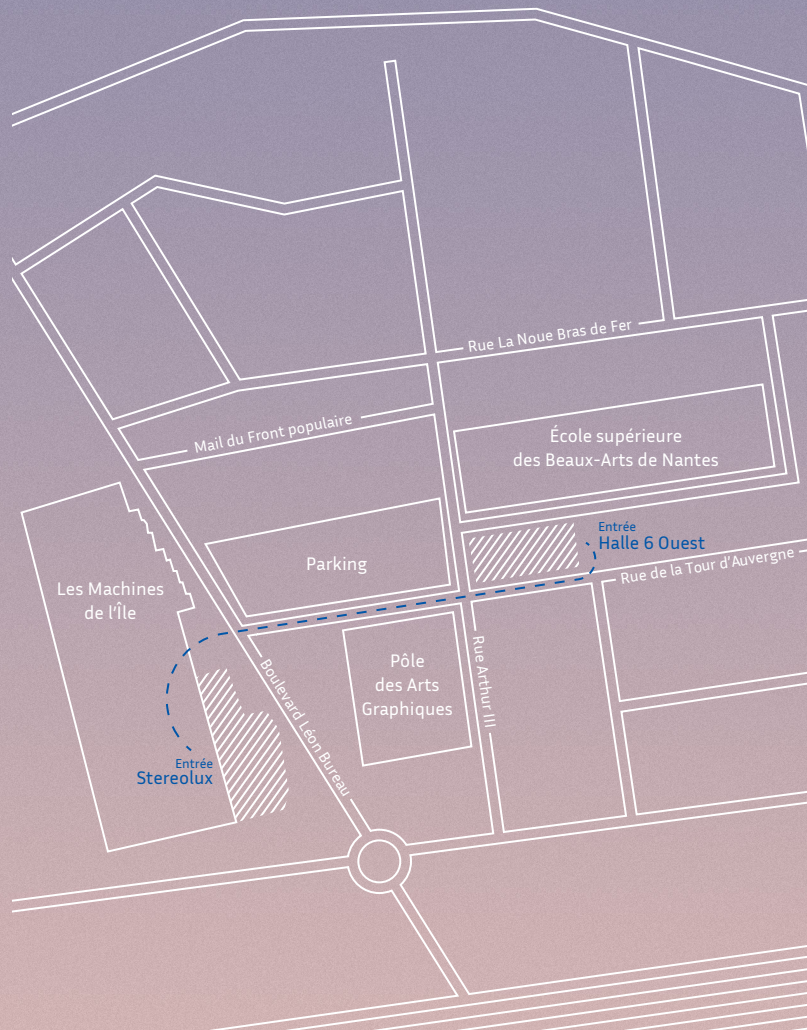 Rue La Noue Bras de Fer
Mail du Front populaire
École supérieure
des Beaux-Arts de Nantes
Entrée
Halle 6 Ouest
Parking
Rue de la Tour d'Auvergne
Les Machines
de l'Île
Pôle
des Arts
Graphiques
Rue Arthur III
Boulevard Léon Bureau
Entrée
Stereolux